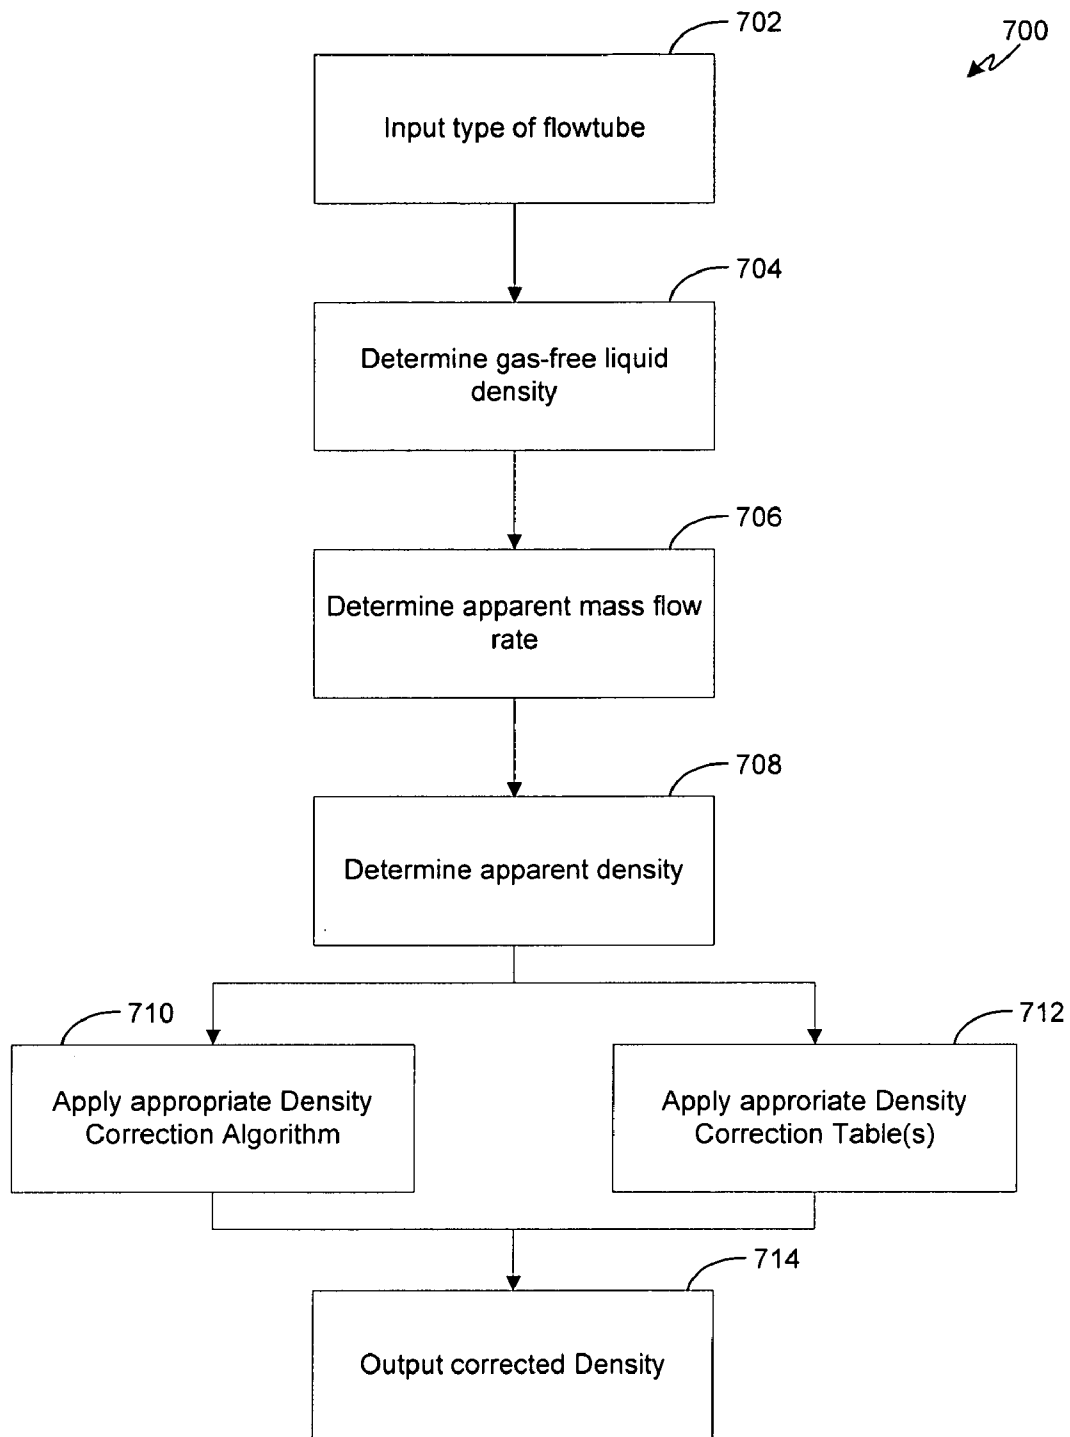 702
700
Input type of flowtube
704
Determine gas-free liquid
density
706
Determine apparent mass flow
rate
708
Determine apparent density
710
712
Apply appropriate Density
Correction Algorithm
Apply approriate Density
Correction Table(s)
714
Output corrected Density